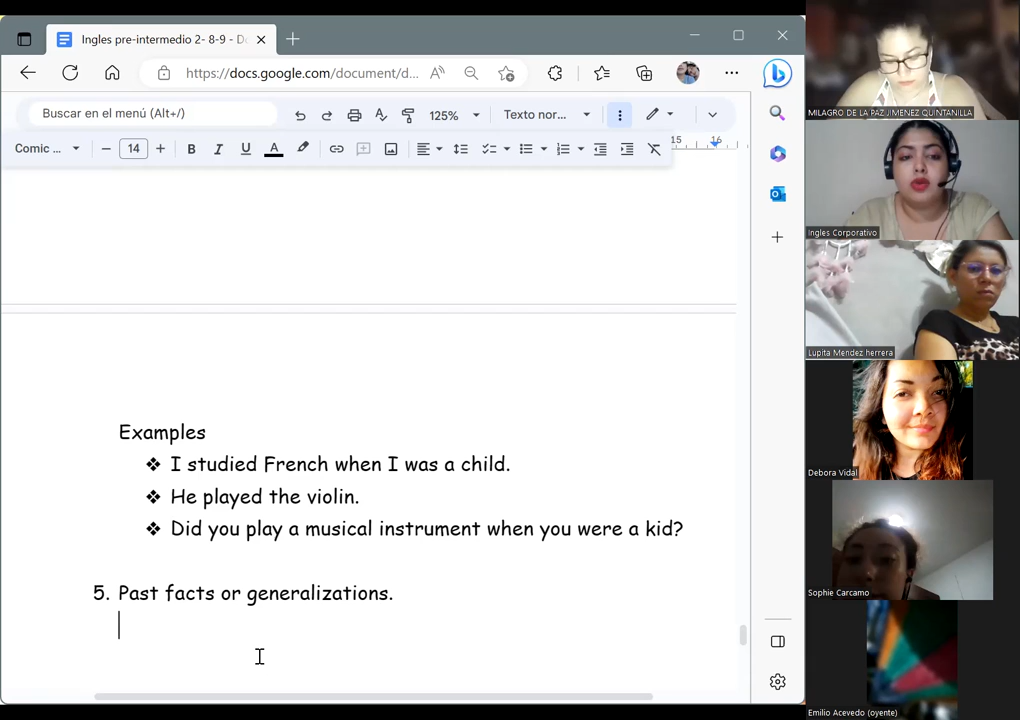 Ingles pre-intermedio 2- 8-9 - Do
https://docs.google.com/document/d...
Buscar en el menú (Alt+/)
125%
Texto nor...
Comic ...
14
15
16
Examples
❖ I studied French when I was a child.
❖ He played the violin.
❖ Did you play a musical instrument when you were a kid?
5. Past facts or generalizations.
MILAGRO DE LA PAZ JIMENEZ QUINTANILLA
Ingles Corporativo
Lupita Mendez herrera
Debora Vidal
Sophie Carcamo
Emilio Acevedo (oyente)